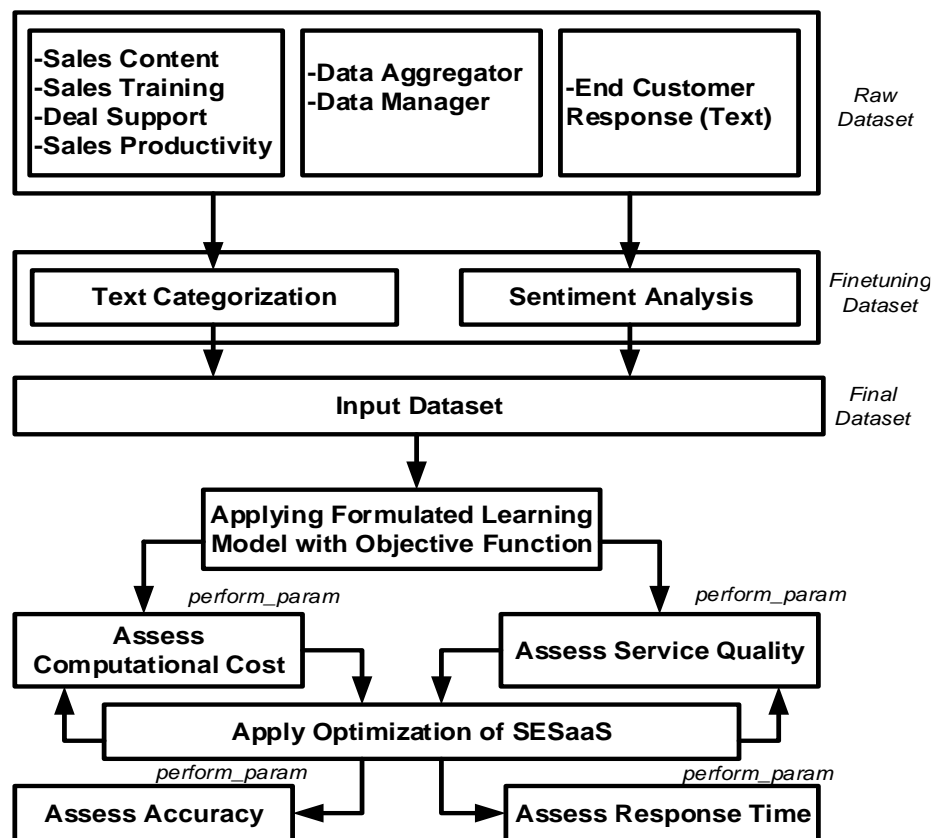 -Sales Content
-Sales Training
-Deal Support
-Sales Productivity
-Data Aggregator
-Data Manager
-End Customer
Response (Text)
Raw
Dataset
Text Categorization
Sentiment Analysis
Finetuning
Dataset
Input Dataset
Final
Dataset
Applying Formulated Learning
Model with Objective Function
perform_param
perform_param
Assess
Computational Cost
Assess Service Quality
Apply Optimization of SESaaS
perform_param
perform_param
Assess Accuracy
Assess Response Time